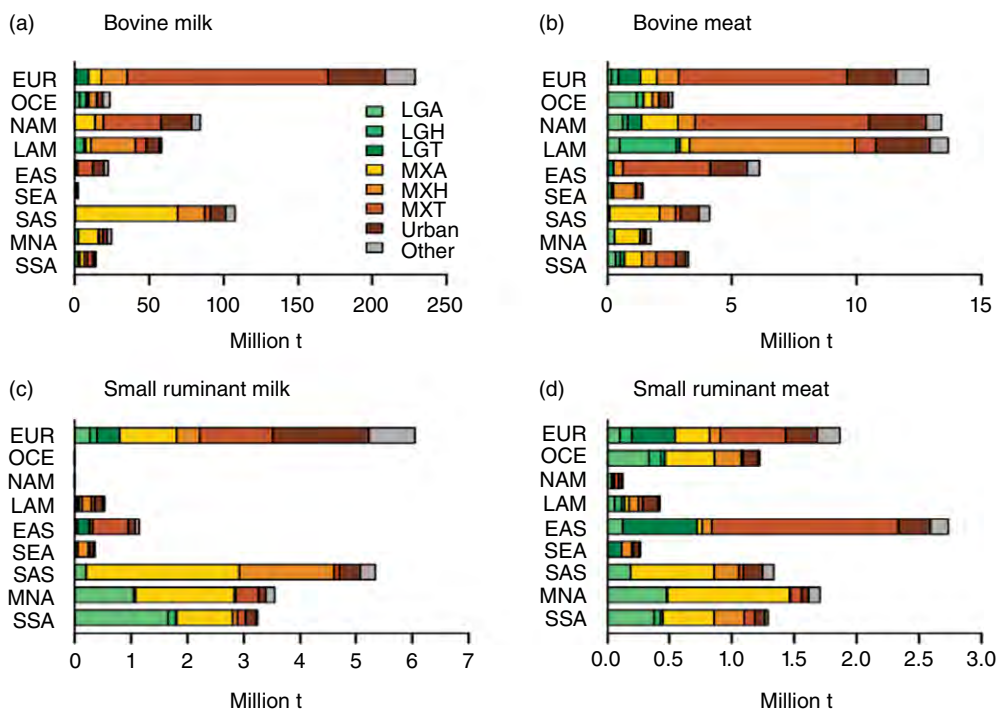 (a) Bovine milk
EUR
OCE
NAM
LAM
EAS
SEA
SAS
MNA
SSA
LGA
LGH
LGT
MXA
MXH
MXT
Urban
Other
0 50 100 150 200 250
Million t
(b) Bovine meat
EUR
OCE
NAM
LAM
EAS
SEA
SAS
MNA
SSA
0 5 10 15
Million t
(c) Small ruminant milk
EUR
OCE
NAM
LAM
EAS
SEA
SAS
MNA
SSA
0 1 2 3 4 5 6 7
Million t
(d) Small ruminant meat
EUR
OCE
NAM
LAM
EAS
SEA
SAS
MNA
SSA
0.0 0.5 1.0 1.5 2.0 2.5 3.0
Million t